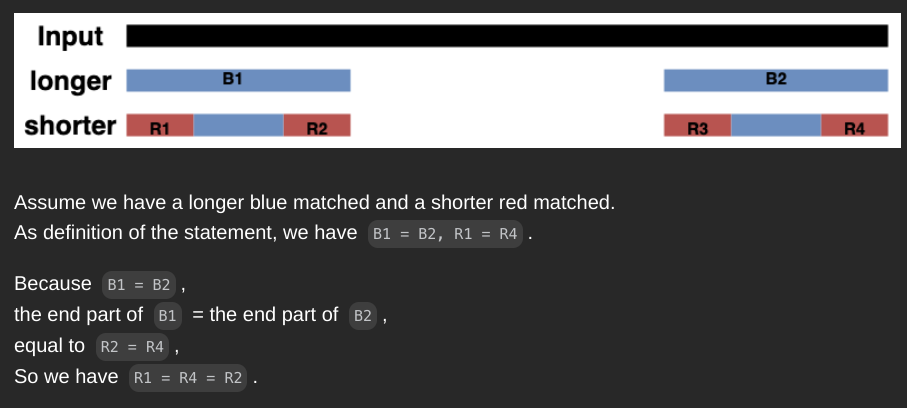 Input
longer B1 B2
shorter R1 R2 R3 R4
Assume we have a longer blue matched and a shorter red matched.
As definition of the statement, we have B1 = B2, R1 = R4 .
Because B1 = B2 ,
the end part of B1 = the end part of B2 ,
equal to R2 = R4 ,
So we have R1 = R4 = R2 .